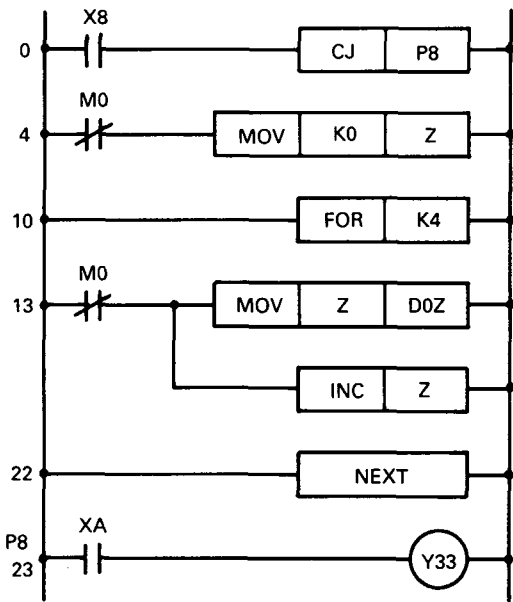 X8
0 CJ P8
M0
4 MOV K0 Z
10 FOR K4
M0
13 MOV Z D0Z
INC Z
22 NEXT
P8 XA
23 Y33